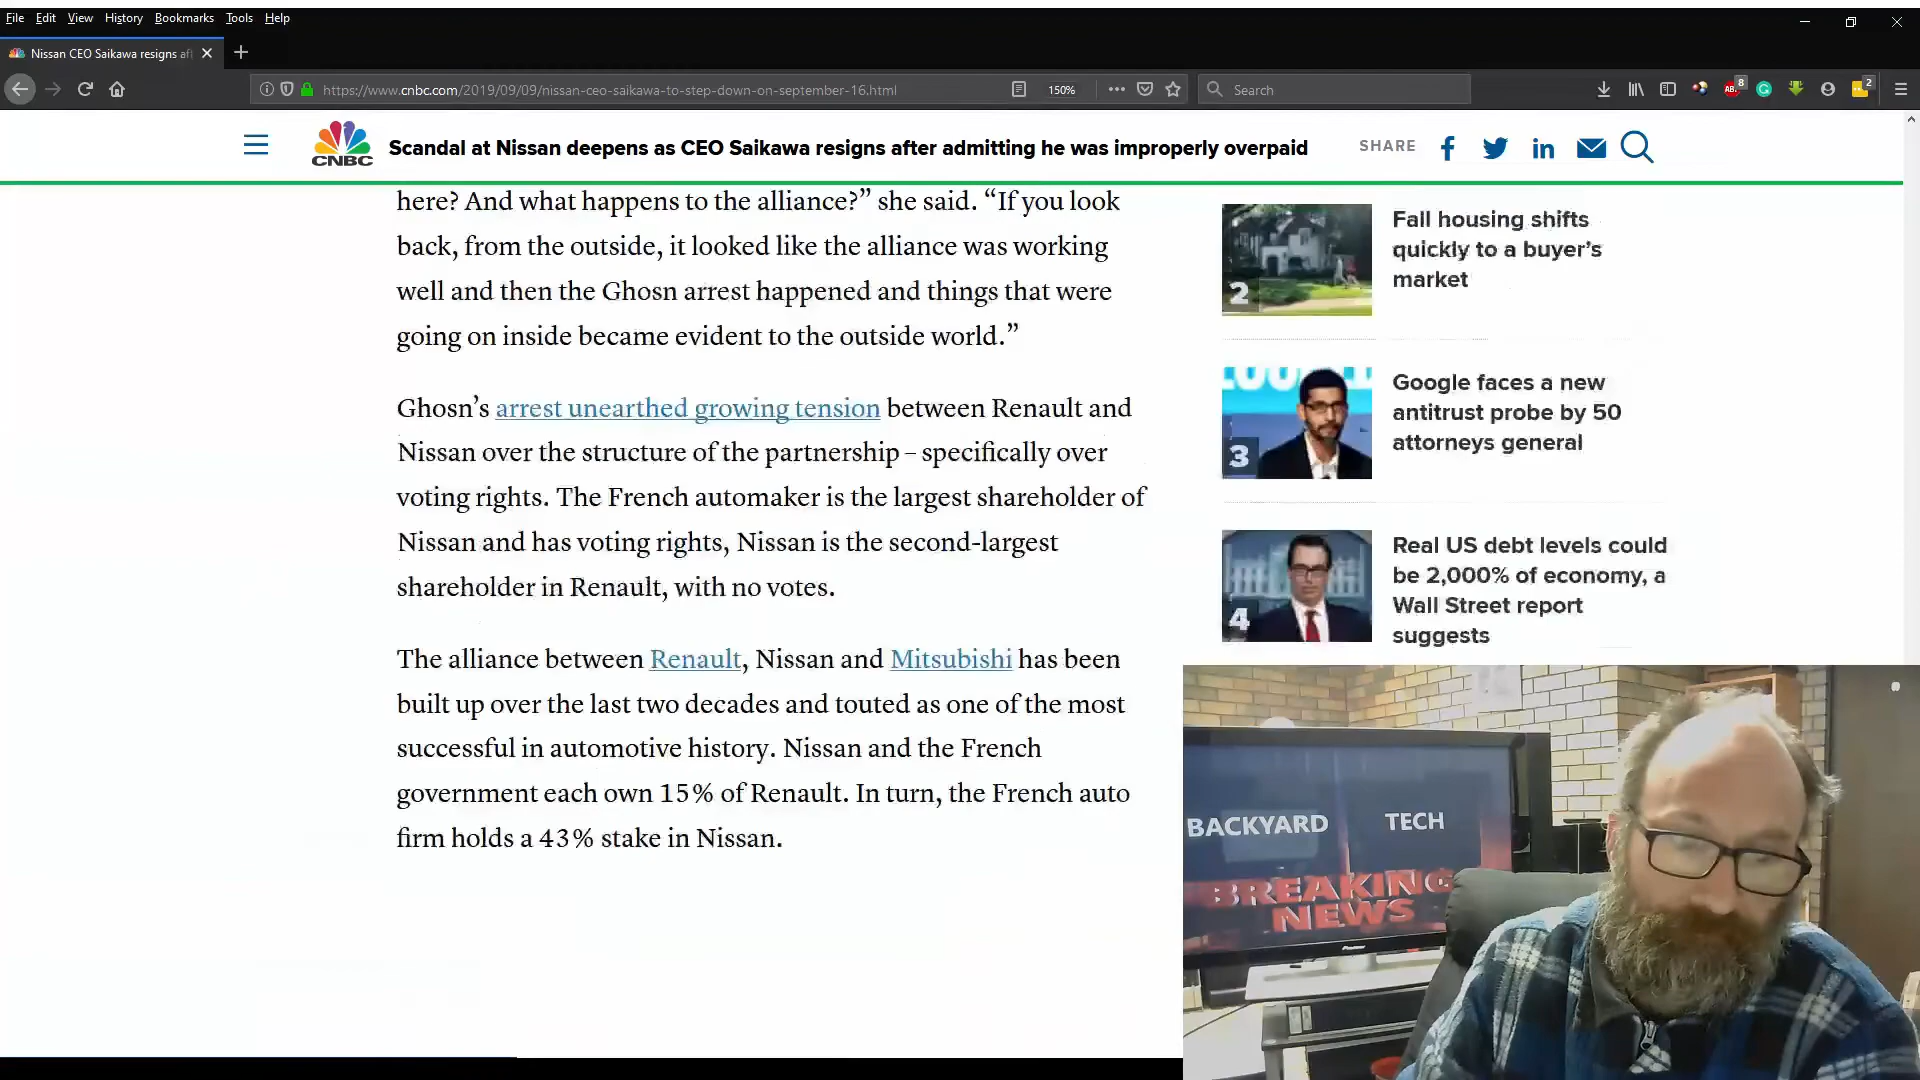 File Edit View History Bookmarks Tools Help
Nissan CEO Saikawa resigns aft
https://www.cnbc.com/2019/09/09/nissan-ceo-saikawa-to-step-down-on-september-16.html
150%
Search
8
2
CNBC
Scandal at Nissan deepens as CEO Saikawa resigns after admitting he was improperly overpaid
SHARE
here? And what happens to the alliance?” she said. “If you look
back, from the outside, it looked like the alliance was working
well and then the Ghosn arrest happened and things that were
going on inside became evident to the outside world.”
Ghosn’s arrest unearthed growing tension between Renault and
Nissan over the structure of the partnership – specifically over
voting rights. The French automaker is the largest shareholder of
Nissan and has voting rights, Nissan is the second-largest
shareholder in Renault, with no votes.
The alliance between Renault, Nissan and Mitsubishi has been
built up over the last two decades and touted as one of the most
successful in automotive history. Nissan and the French
government each own 15% of Renault. In turn, the French auto
firm holds a 43% stake in Nissan.
2
Fall housing shifts
quickly to a buyer’s
market
3
Google faces a new
antitrust probe by 50
attorneys general
4
Real US debt levels could
be 2,000% of economy, a
Wall Street report
suggests
BACKYARD TECH
BREAKING
NEWS
Pioneer